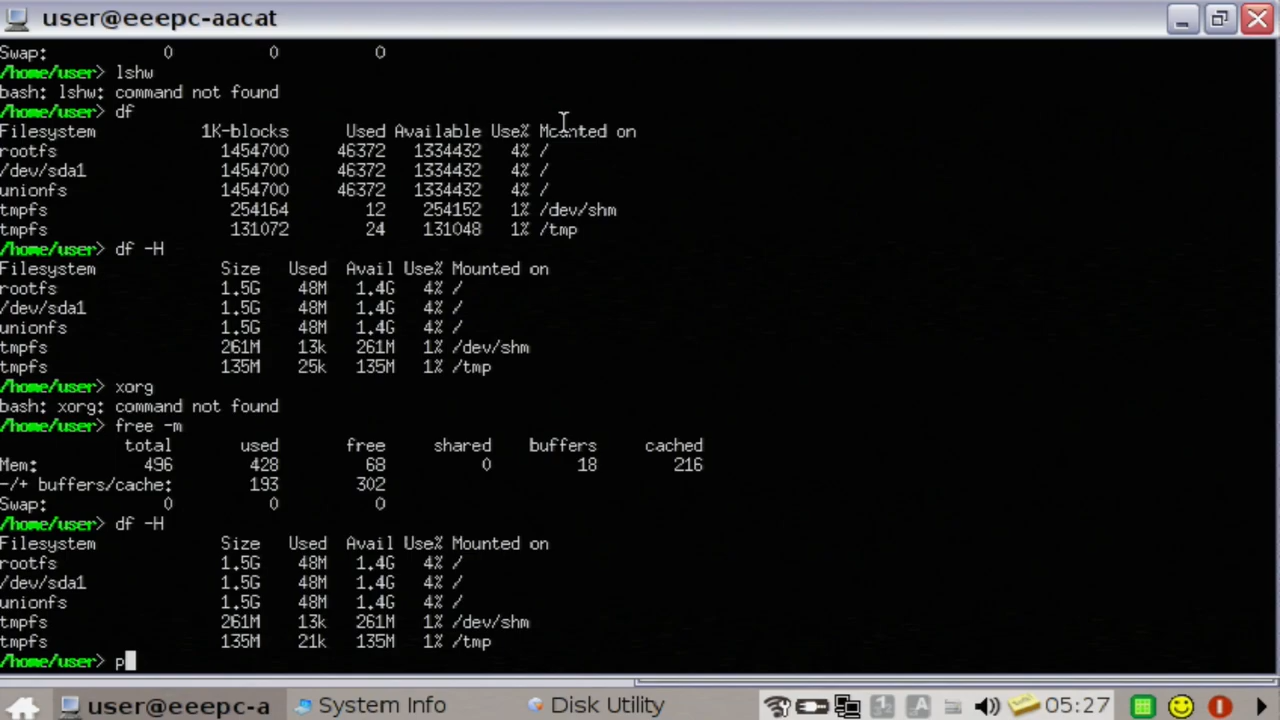 user@eeepc-aacat
Swap: 0 0 0
/home/user> lshw
bash: lshw: command not found
/home/user> df
Filesystem 1K-blocks Used Available Use% Mounted on
rootfs 1454700 46372 1334432 4% /
/dev/sda1 1454700 46372 1334432 4% /
unionfs 1454700 46372 1334432 4% /
tmpfs 254164 12 254152 1% /dev/shm
tmpfs 131072 24 131048 1% /tmp
/home/user> df -H
Filesystem Size Used Avail Use% Mounted on
rootfs 1.5G 48M 1.4G 4% /
/dev/sda1 1.5G 48M 1.4G 4% /
unionfs 1.5G 48M 1.4G 4% /
tmpfs 261M 13k 261M 1% /dev/shm
tmpfs 135M 25k 135M 1% /tmp
/home/user> xorg
bash: xorg: command not found
/home/user> free -m
total used free shared buffers cached
Mem: 496 428 68 0 18 216
-/+ buffers/cache: 193 302
Swap: 0 0 0
/home/user> df -H
Filesystem Size Used Avail Use% Mounted on
rootfs 1.5G 48M 1.4G 4% /
/dev/sda1 1.5G 48M 1.4G 4% /
unionfs 1.5G 48M 1.4G 4% /
tmpfs 261M 13k 261M 1% /dev/shm
tmpfs 135M 21k 135M 1% /tmp
/home/user> p
user@eeepc-a System Info Disk Utility 12 A 05:27